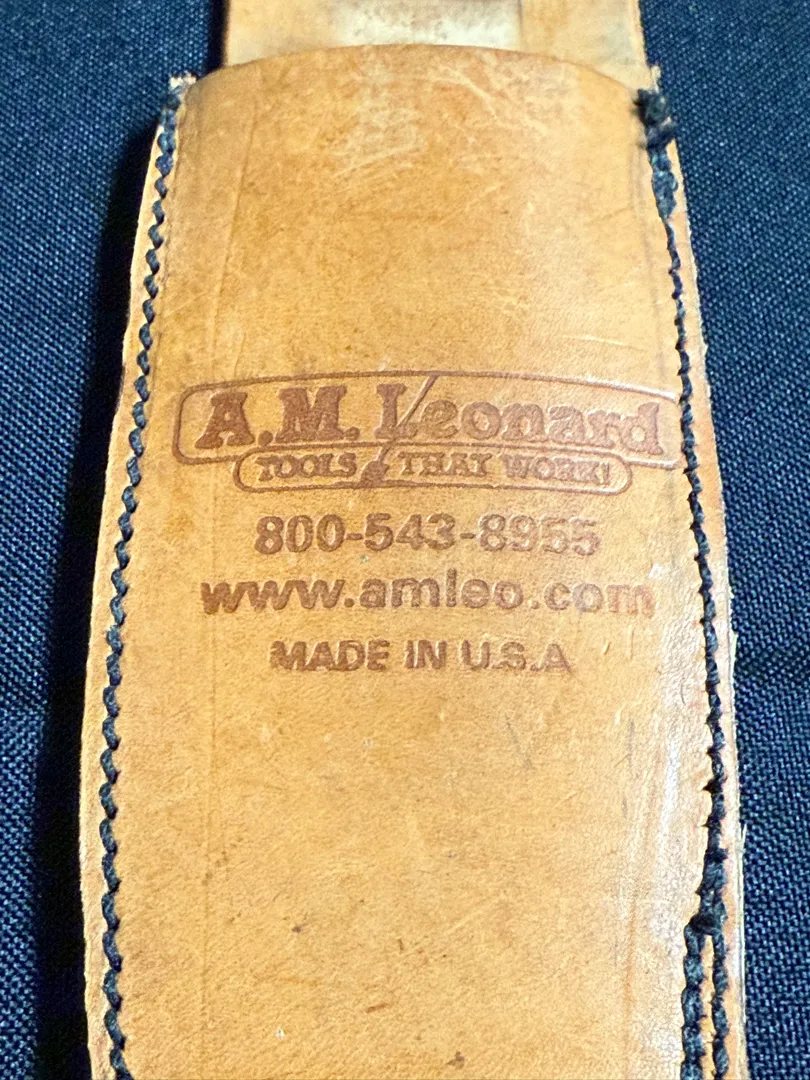 A.M. Leonard
TOOLS THAT WORK!
800-543-8955
www.amleo.com
MADE IN U.S.A